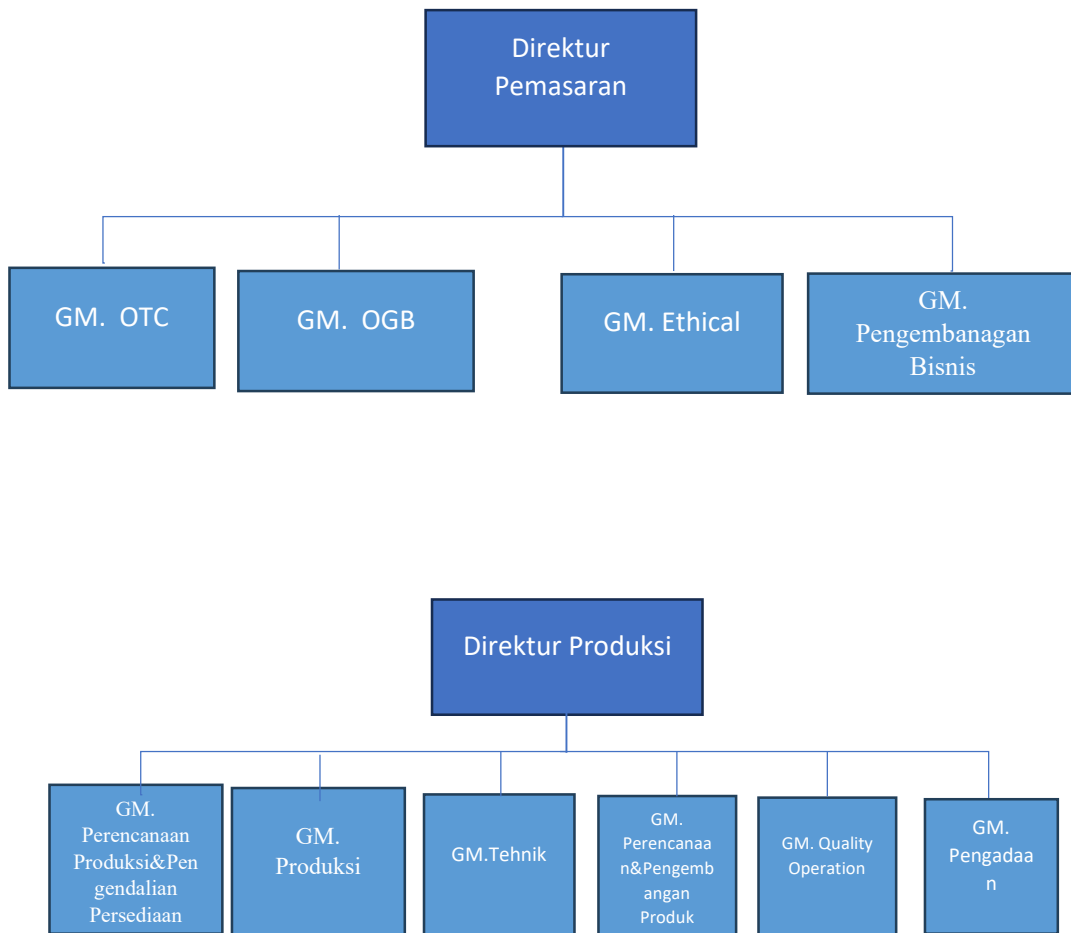 Direktur
Pemasaran
GM. OTC
GM. OGB
GM. Ethical
GM.
Pengembanagan
Bisnis
Direktur Produksi
GM.
Perencanaan
Produksi&Pen
gendalian
Persediaan
GM.
Produksi
GM.Tehnik
GM.
Perencanaa
n&Pengemb
angan
Produk
GM. Quality
Operation
GM.
Pengadaa
n